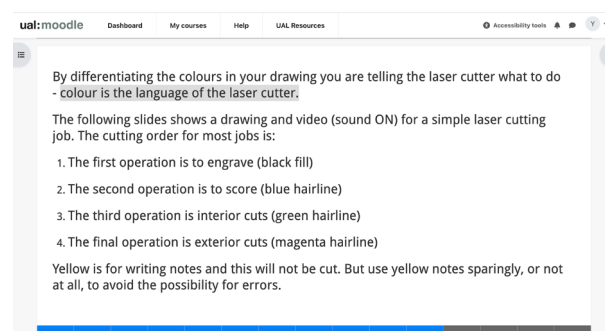 ual:moodle Dashboard My courses Help UAL Resources Accessibility tools Y
By differentiating the colours in your drawing you are telling the laser cutter what to do
- colour is the language of the laser cutter.
The following slides shows a drawing and video (sound ON) for a simple laser cutting
job. The cutting order for most jobs is:
1. The first operation is to engrave (black fill)
2. The second operation is to score (blue hairline)
3. The third operation is interior cuts (green hairline)
4. The final operation is exterior cuts (magenta hairline)
Yellow is for writing notes and this will not be cut. But use yellow notes sparingly, or not
at all, to avoid the possibility for errors.